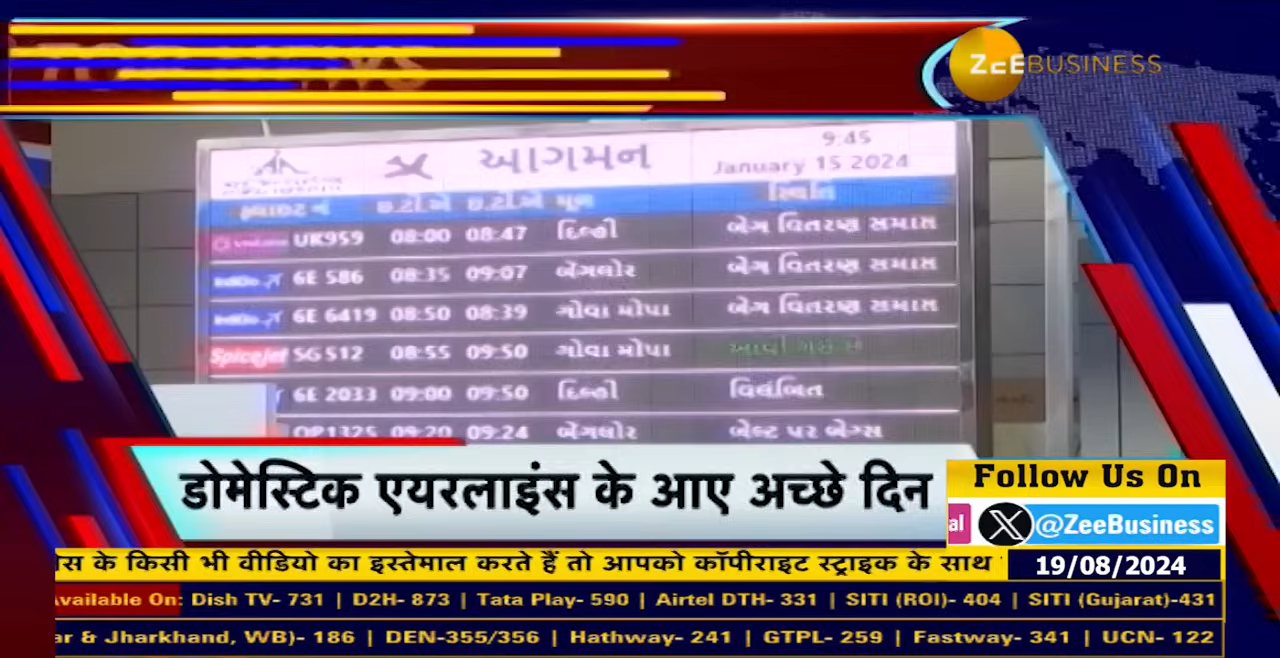 ZEEBUSINESS
9:45
આગમન
January 15 2024
સ્થિતિ
UK959 08:00 08:47 દિલ્હી બેગ વિતરણ સમાપ્ત
IndiGo 6E 586 08:35 09:07 બેંગલોર બેગ વિતરણ સમાપ્ત
IndiGo 6E 6419 08:50 08:39 ગોવા મોપા બેગ વિતરણ સમાપ્ત
SpiceJet SG 512 08:55 09:50 ગોવા મોપા
6E 2033 09:00 09:50 દિલ્હી વિલંબિત
QP1325 09:20 09:24 બેંગલોર બેલ્ટ પર બેગ્સ
डोमेस्टिक एयरलाइंस के आए अच्छे दिन
Follow Us On
al X @ZeeBusiness
के किसी भी वीडियो का इस्तेमाल करते हैं तो आपको कॉपीराइट स्ट्राइक के साथ
19/08/2024
Available On: Dish TV- 731 | D2H- 873 | Tata Play- 590 | Airtel DTH- 331 | SITI (ROI)- 404 | SITI (Gujarat)-431
ar & Jharkhand, WB)- 186 | DEN-355/356 | Hathway- 241 | GTPL- 259 | Fastway- 341 | UCN- 122